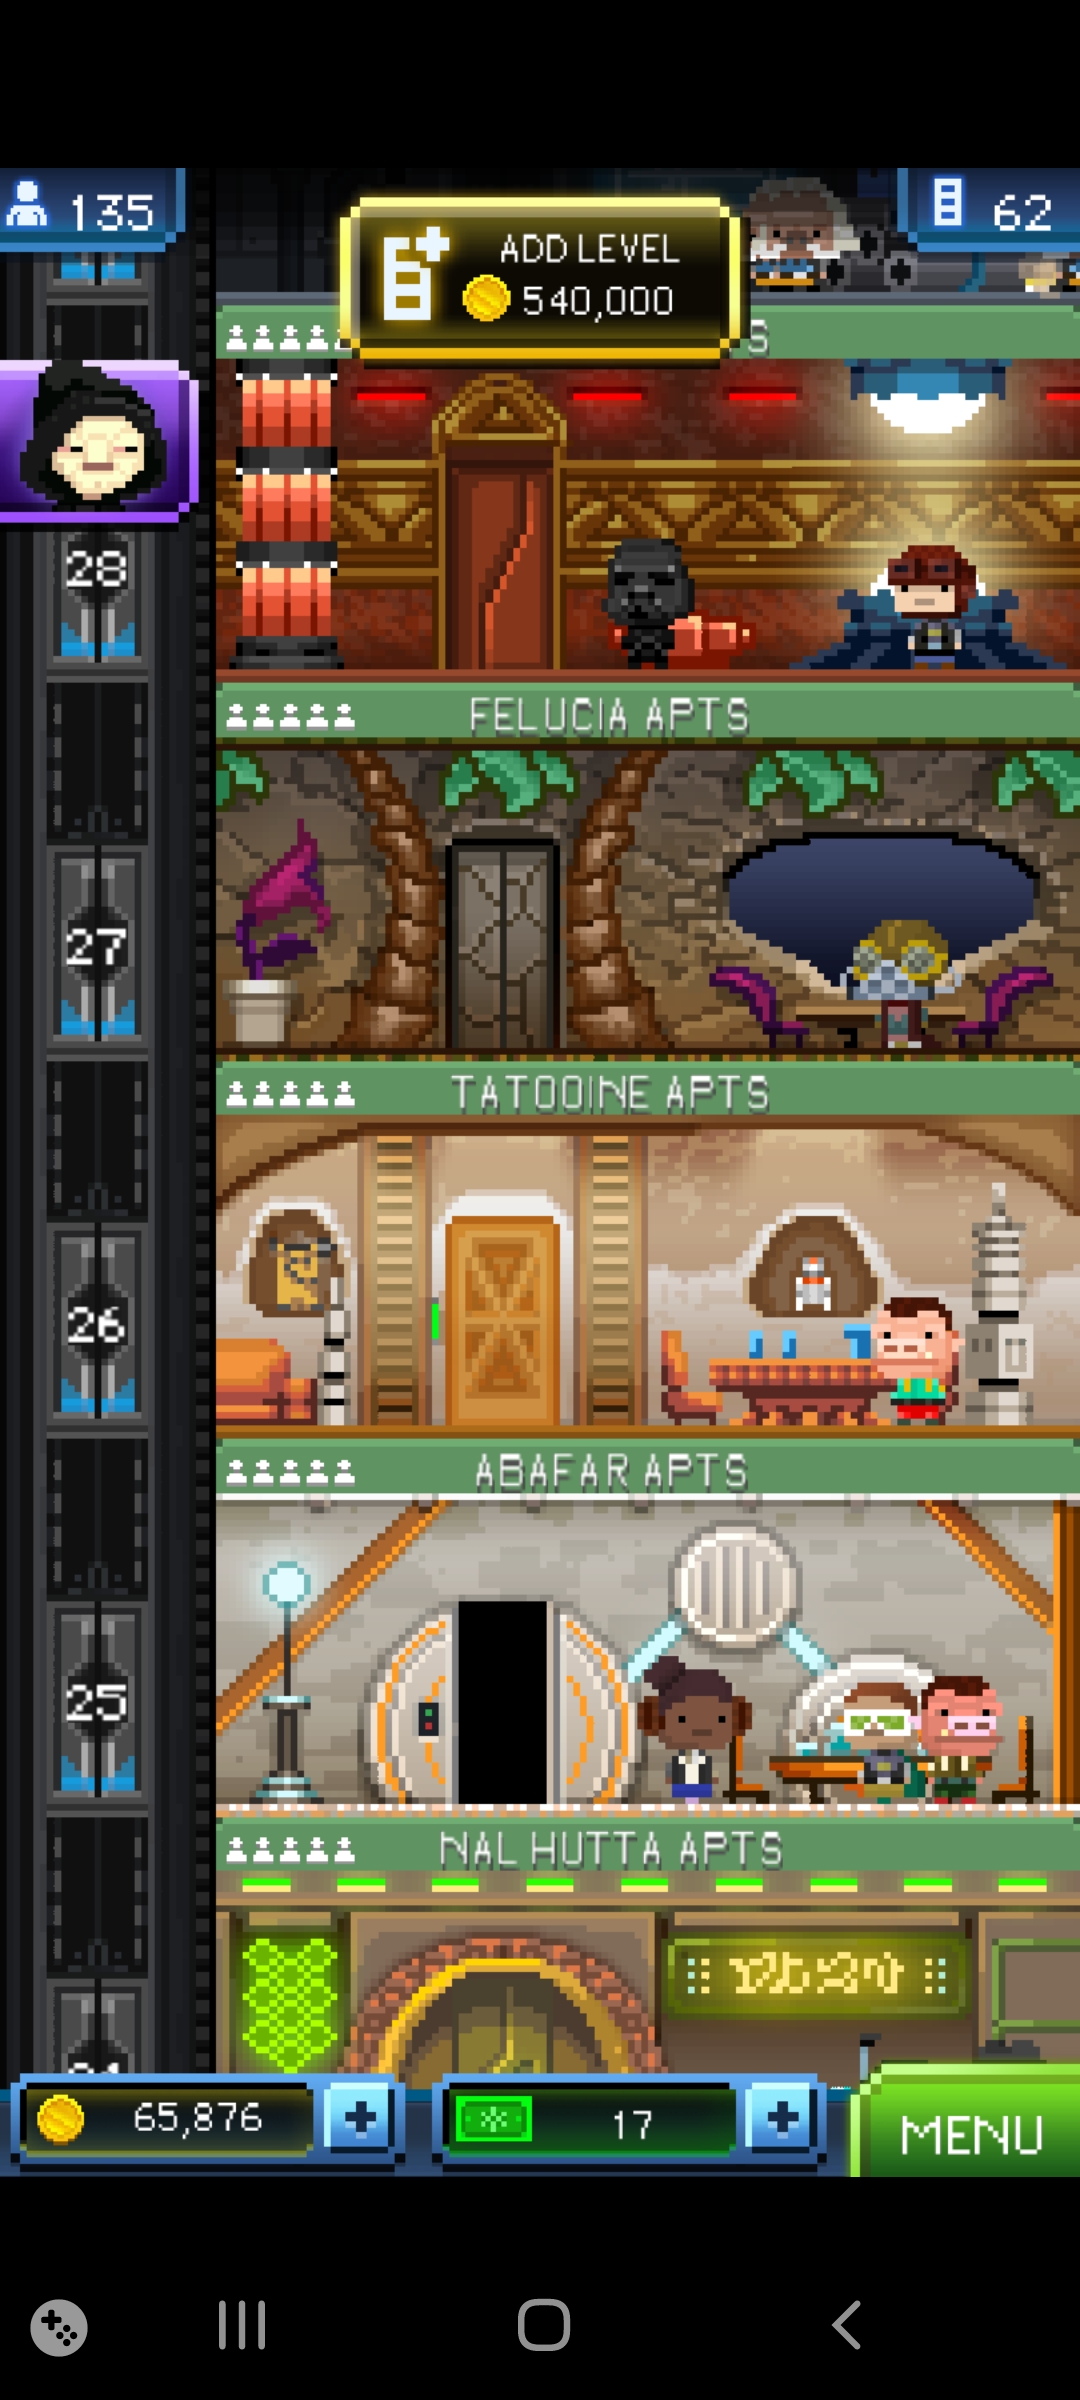 135
ADD LEVEL
540,000
62
S
28
FELUCIA APTS
27
TATOOINE APTS
26
ABAFAR APTS
25
NAL HUTTA APTS
65,876
17
MENU